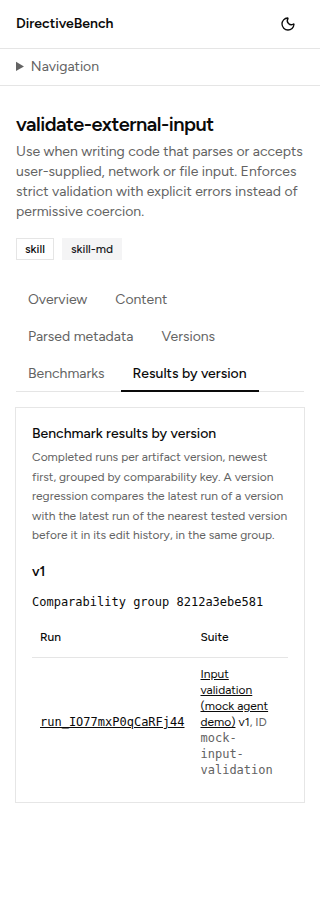 DirectiveBench
Navigation
validate-external-input
Use when writing code that parses or accepts
user-supplied, network or file input. Enforces
strict validation with explicit errors instead of
permissive coercion.
skill skill-md
Overview Content
Parsed metadata Versions
Benchmarks Results by version
Benchmark results by version
Completed runs per artifact version, newest
first, grouped by comparability key. A version
regression compares the latest run of a version
with the latest run of the nearest tested version
before it in its edit history, in the same group.
v1
Comparability group 8212a3ebe581
Run Suite
run_IO77mxP0qCaRFj44
Input
validation
(mock agent
demo) v1, ID
mock-
input-
validation